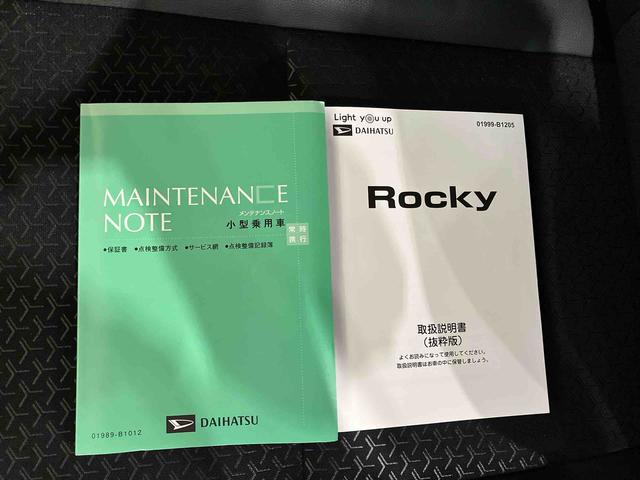 MAINTENANCE
NOTE
メンテナンスノート
小型乗用車
常時
携行
●保証書 ●点検整備方式 ●サービス網 ●点検整備記録簿
DAIHATSU
01989-B1012
Light you up
DAIHATSU
01999-B1205
Rocky
取扱説明書
(抜粋版)
よくお読みになって使用してください。
取扱説明書はお車の中に保管しましょう。